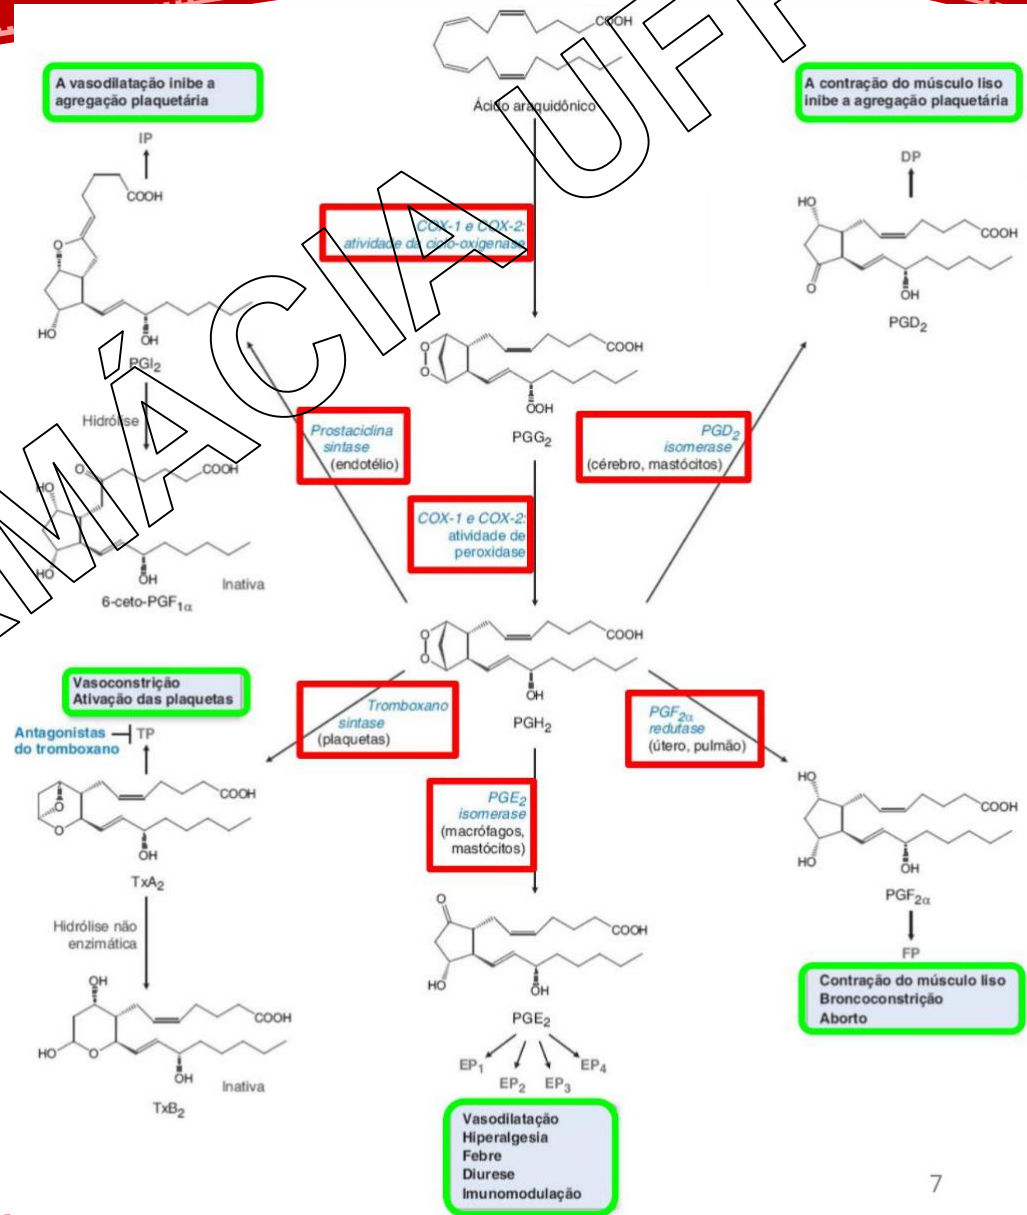 COOH
Ácido araquidônico
A vasodilatação inibe a
agregação plaquetária
IP
COOH
O
HO
OH
PGI2
Hidrólise
O
COOH
HO
HO
OH
Inativa
6-ceto-PGF1α
A contração do músculo liso
inibe a agregação plaquetária
DP
HO
COOH
O
OH
PGD2
COX-1 e COX-2:
atividade da ciclo-oxigenase
O
O
COOH
OOH
PGG2
Prostaciclina
sintase
(endotélio)
PGD2
isomerase
(cérebro, mastócitos)
COX-1 e COX-2:
atividade de
peroxidase
O
O
COOH
OH
PGH2
Vasoconstrição
Ativação das plaquetas
Antagonistas
do tromboxano
TP
Tromboxano
sintase
(plaquetas)
PGF2α
redutase
(útero, pulmão)
O
O
COOH
OH
TxA2
Hidrólise não
enzimática
OH
HO
O
COOH
OH
Inativa
TxB2
PGE2
isomerase
(macrófagos,
mastócitos)
O
COOH
HO
OH
PGE2
EP1
EP2
EP3
EP4
Vasodilatação
Hiperalgesia
Febre
Diurese
Imunomodulação
HO
COOH
HO
OH
PGF2α
FP
Contração do músculo liso
Broncoconstrição
Aborto
7